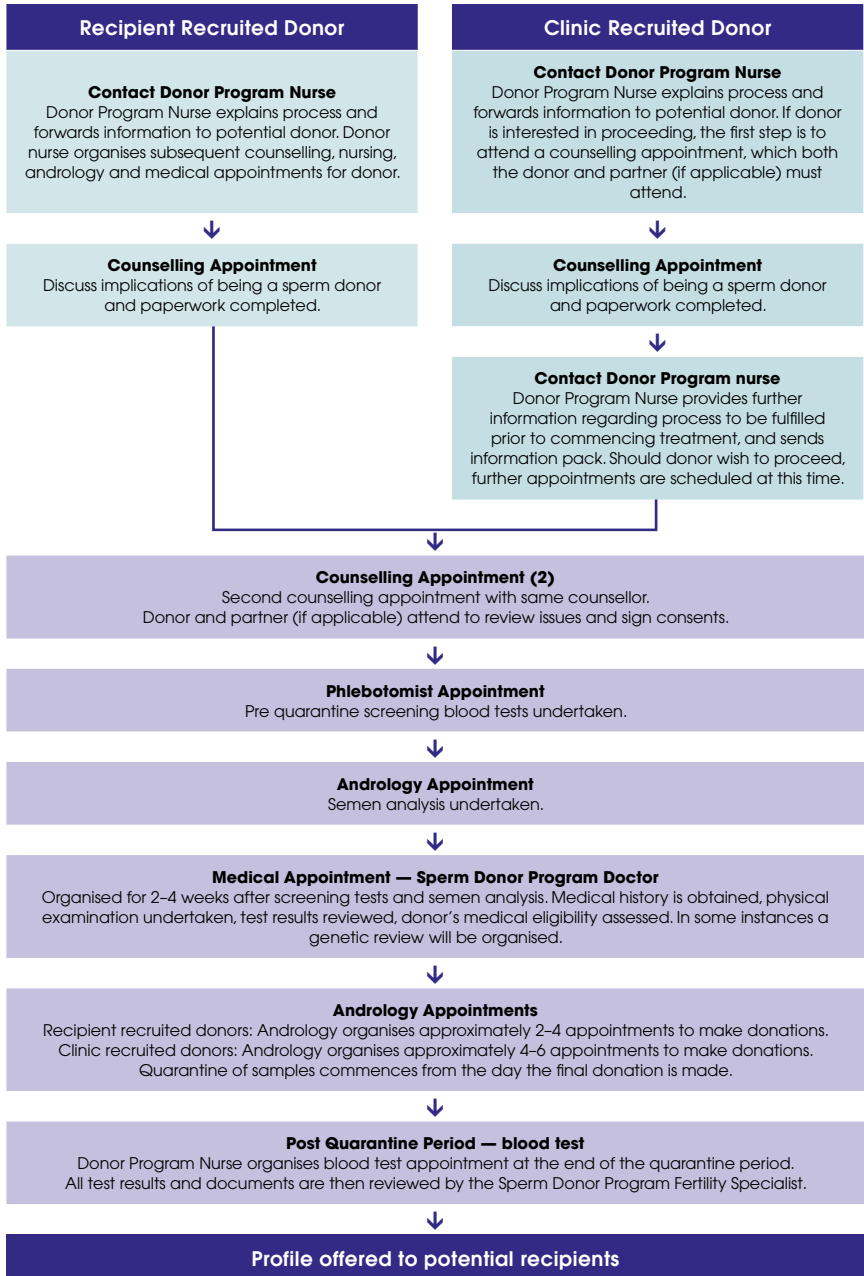 Recipient Recruited Donor
Contact Donor Program Nurse
Donor Program Nurse explains process and
forwards information to potential donor. Donor
nurse organises subsequent counselling, nursing,
andrology and medical appointments for donor.
Counselling Appointment
Discuss implications of being a sperm donor
and paperwork completed.
Clinic Recruited Donor
Contact Donor Program Nurse
Donor Program Nurse explains process and
forwards information to potential donor. If donor
is interested in proceeding, the first step is to
attend a counselling appointment, which both
the donor and partner (if applicable) must
attend.
Counselling Appointment
Discuss implications of being a sperm donor
and paperwork completed.
Contact Donor Program nurse
Donor Program Nurse provides further
information regarding process to be fulfilled
prior to commencing treatment, and sends
information pack. Should donor wish to proceed,
further appointments are scheduled at this time.
Counselling Appointment (2)
Second counselling appointment with same counsellor.
Donor and partner (if applicable) attend to review issues and sign consents.
Phlebotomist Appointment
Pre quarantine screening blood tests undertaken.
Andrology Appointment
Semen analysis undertaken.
Medical Appointment — Sperm Donor Program Doctor
Organised for 2–4 weeks after screening tests and semen analysis. Medical history is obtained, physical
examination undertaken, test results reviewed, donor's medical eligibility assessed. In some instances a
genetic review will be organised.
Andrology Appointments
Recipient recruited donors: Andrology organises approximately 2–4 appointments to make donations.
Clinic recruited donors: Andrology organises approximately 4–6 appointments to make donations.
Quarantine of samples commences from the day the final donation is made.
Post Quarantine Period — blood test
Donor Program Nurse organises blood test appointment at the end of the quarantine period.
All test results and documents are then reviewed by the Sperm Donor Program Fertility Specialist.
Profile offered to potential recipients